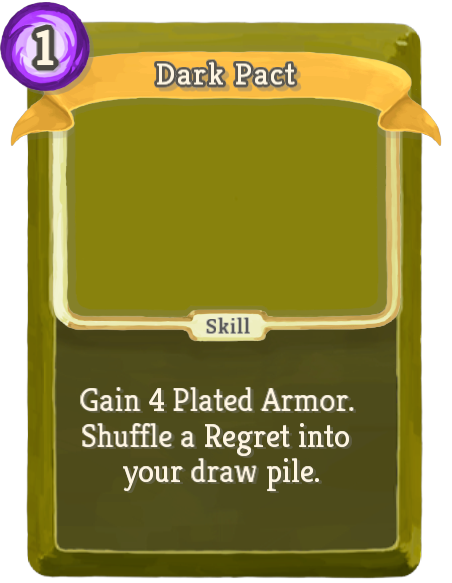 1
Dark Pact
Skill
Gain 4 Plated Armor.
Shuffle a Regret into
your draw pile.